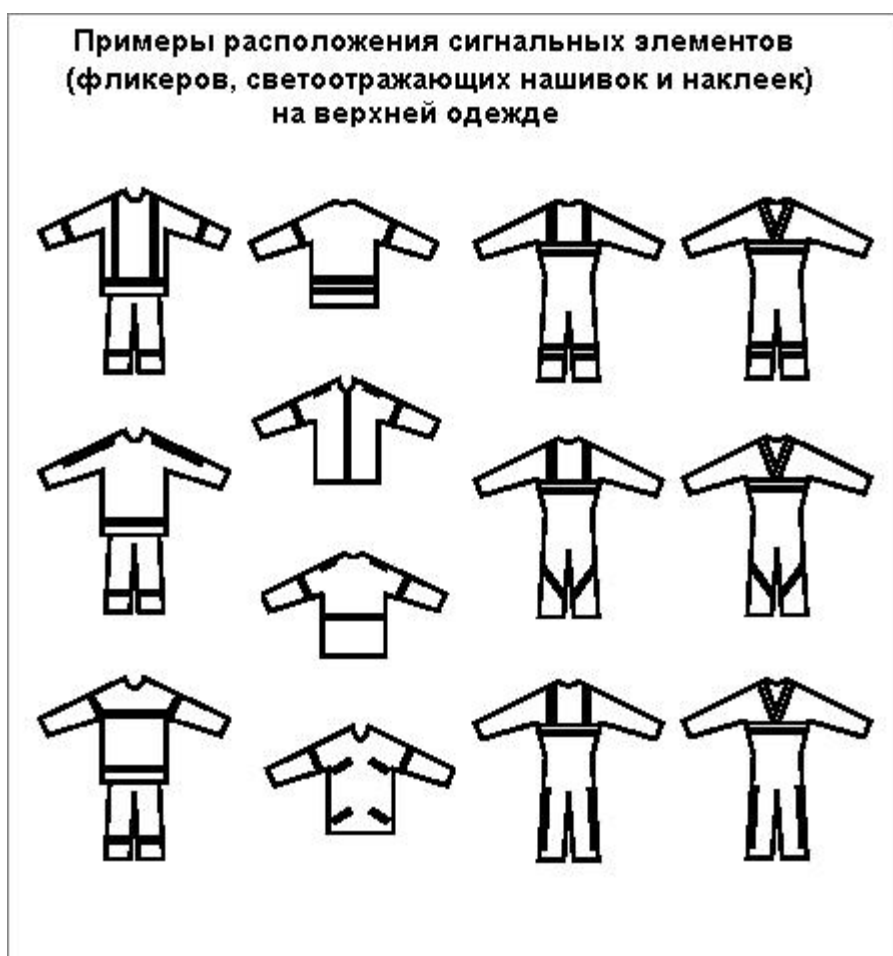 Примеры расположения сигнальных элементов
(фликеров, светоотражающих нашивок и наклеек)
на верхней одежде